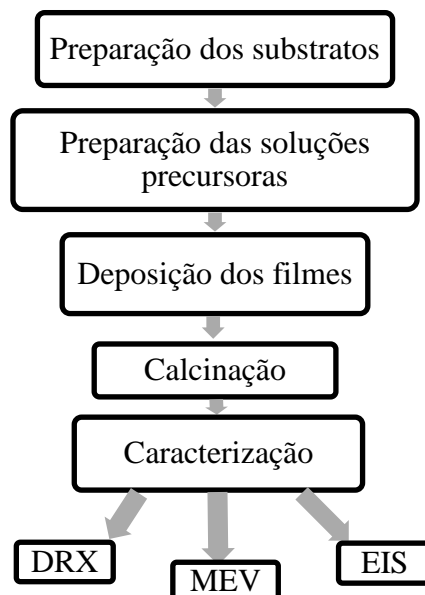 Preparação dos substratos
Preparação das soluções
precursoras
Deposição dos filmes
Calcinação
Caracterização
DRX
MEV
EIS